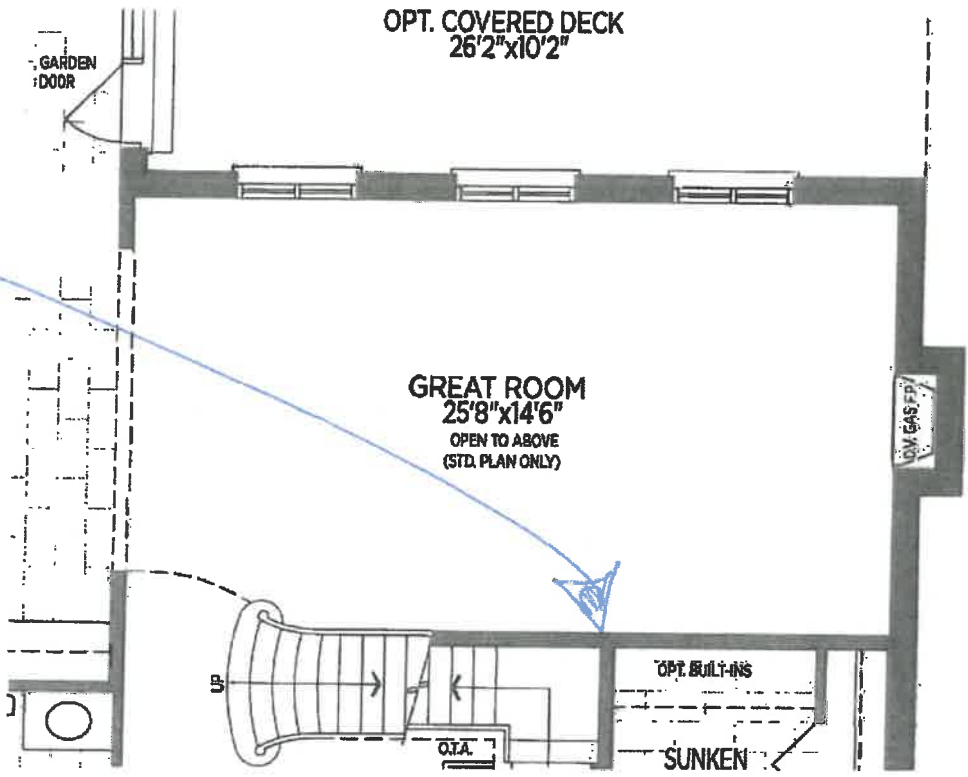 OPT. COVERED DECK
26'2"x10'2"
GARDEN
DOOR
GREAT ROOM
25'8"x14'6"
OPEN TO ABOVE
(STD. PLAN ONLY)
D.V. GAS F.P.
UP
OPT. BUILT-INS
O.T.A.
SUNKEN